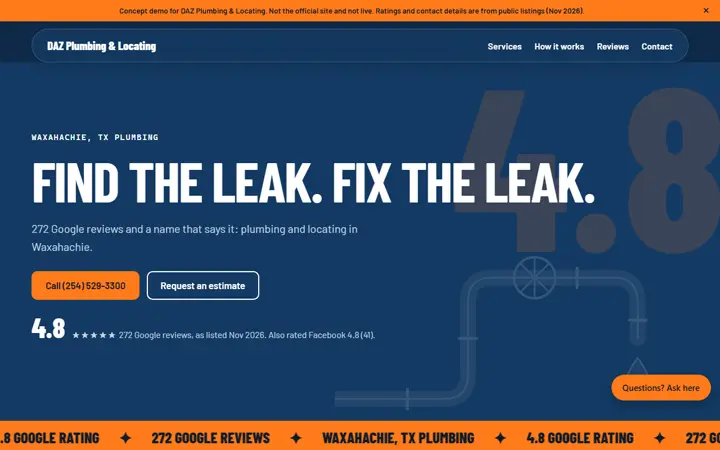 Concept demo for DAZ Plumbing & Locating. Not the official site and not live. Ratings and contact details are from public listings (Nov 2026). ×
DAZ Plumbing & Locating Services How it works Reviews Contact
4.8
WAXAHACHIE, TX PLUMBING
FIND THE LEAK. FIX THE LEAK.
272 Google reviews and a name that says it: plumbing and locating in
Waxahachie.
Call (254) 529-3300 Request an estimate
4.8 ★★★★★ 272 Google reviews, as listed Nov 2026. Also rated Facebook 4.8 (41).
Questions? Ask here
.8 GOOGLE RATING ✦ 272 GOOGLE REVIEWS ✦ WAXAHACHIE, TX PLUMBING ✦ 4.8 GOOGLE RATING ✦ 272 GO